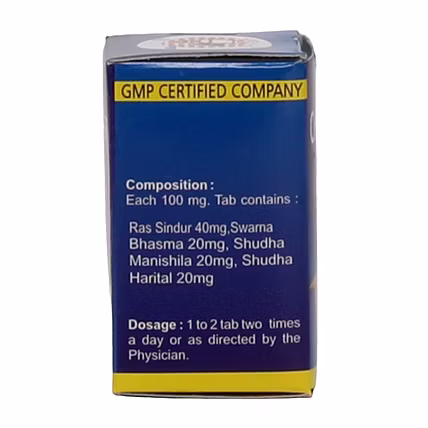 GMP CERTIFIED COMPANY
Composition :
Each 100 mg. Tab contains :
Ras Sindur 40mg,Swarna
Bhasma 20mg, Shudha
Manishila 20mg, Shudha
Harital 20mg
Dosage : 1 to 2 tab two times
a day or as directed by the
Physician.